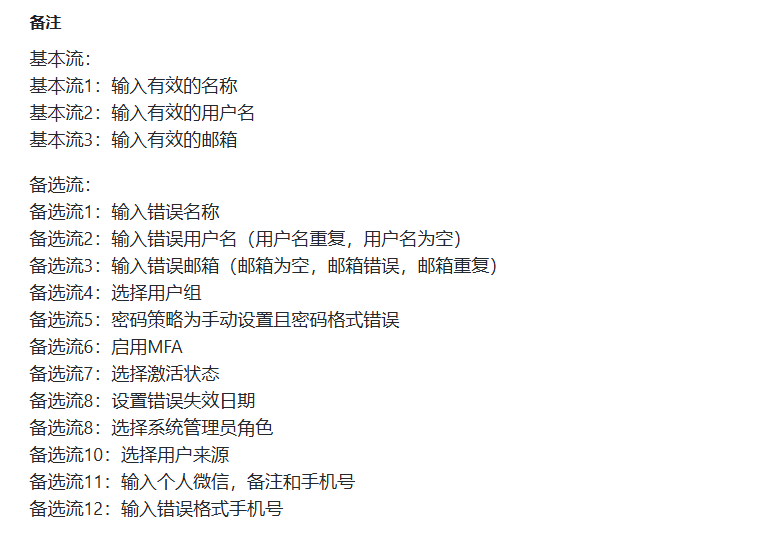 备注
基本流：
基本流1：输入有效的名称
基本流2：输入有效的用户名
基本流3：输入有效的邮箱
备选流：
备选流1：输入错误名称
备选流2：输入错误用户名（用户名重复，用户名为空）
备选流3：输入错误邮箱（邮箱为空，邮箱错误，邮箱重复）
备选流4：选择用户组
备选流5：密码策略为手动设置且密码格式错误
备选流6：启用MFA
备选流7：选择激活状态
备选流8：设置错误失效日期
备选流8：选择系统管理员角色
备选流10：选择用户来源
备选流11：输入个人微信，备注和手机号
备选流12：输入错误格式手机号